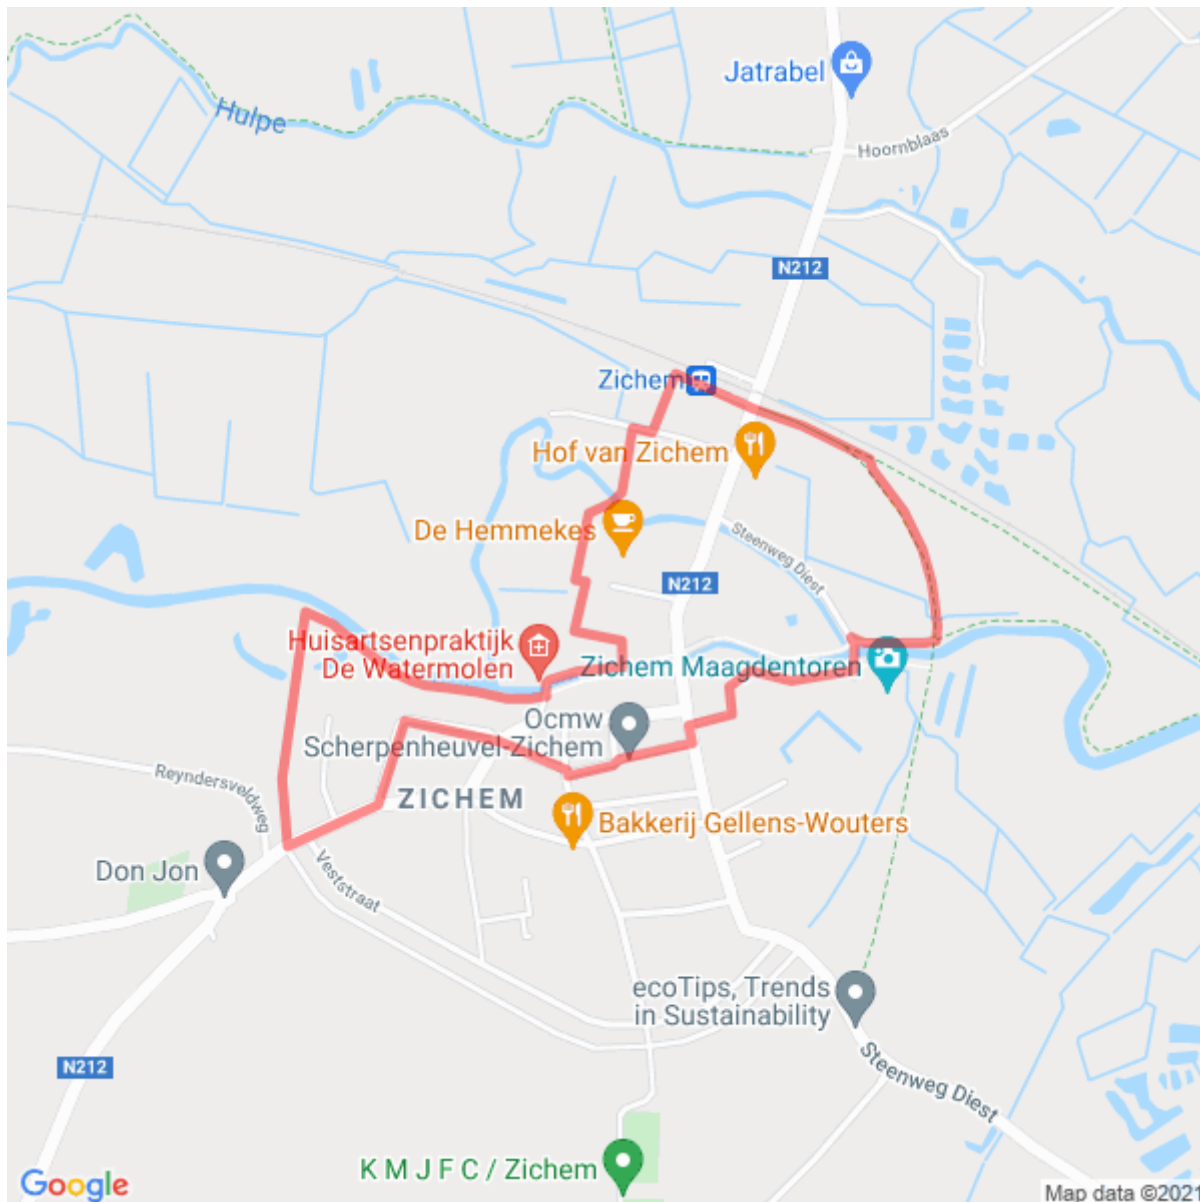 Jatrabel
Hulpe
Hoornblaas
N212
Zichem
Hof van Zichem
De Hemmekes
Steenweg Diest
N212
Huisartsenpraktijk
De Watermolen
Zichem Maagdentoren
Ocmw
Scherpenheuvel-Zichem
Reyndersveldweg
ZICHEM
Bakkerij Gellens-Wouters
Don Jon
Veststraat
ecoTips, Trends
in Sustainability
N212
Steenweg Diest
K M J F C / Zichem
Google
Map data ©2021